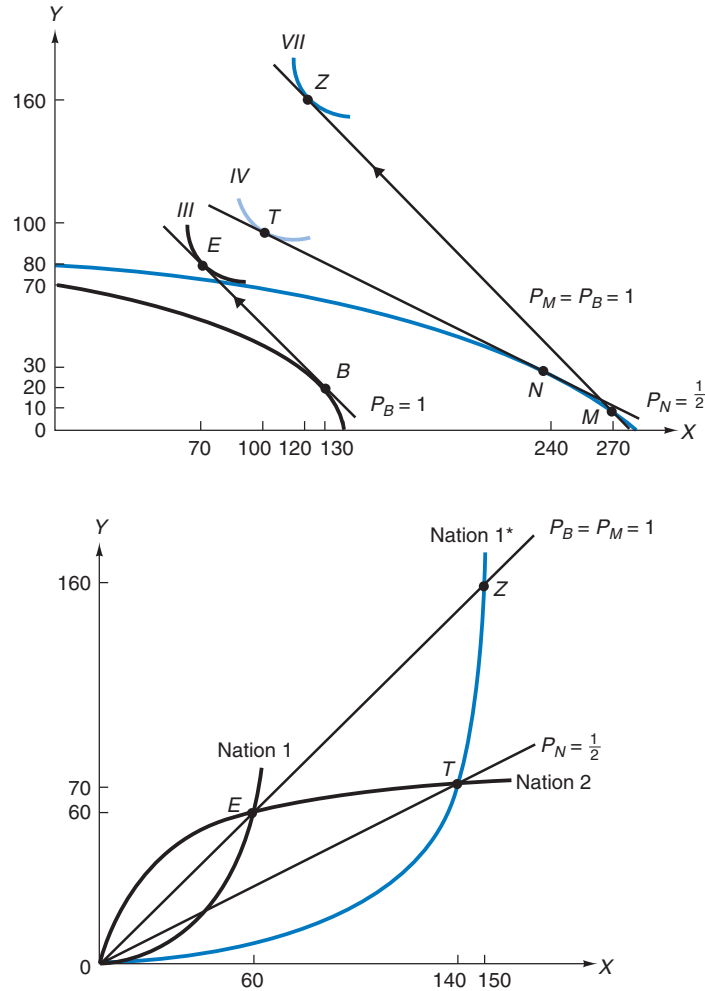 Y
VII
Z
160
IV
T
100
III
E
80
70
P_M = P_B = 1
30
20
10
0
B
P_B = 1
N
M
P_N = 1/2
X
70 100 120 130 240 270
Y
Nation 1*
P_B = P_M = 1
160
Z
P_N = 1/2
Nation 1
70
T
Nation 2
60
E
0
60 140 150
X